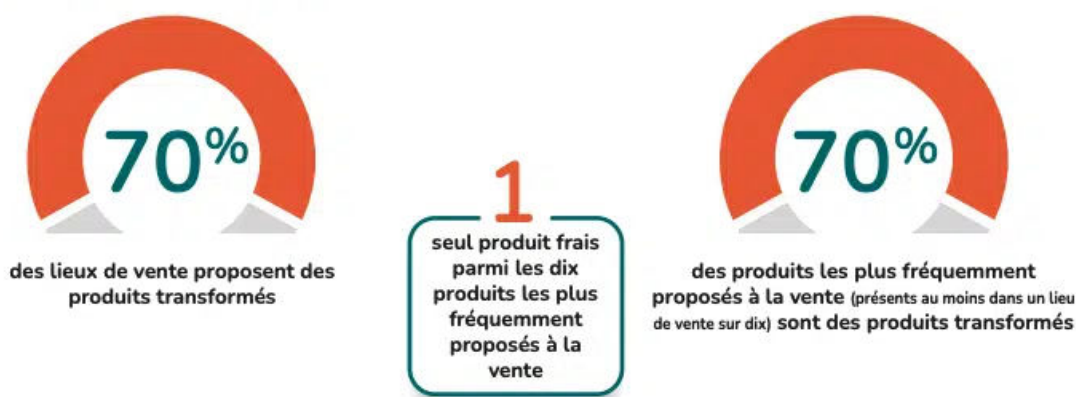 70%
des lieux de vente proposent des
produits transformés
1
seul produit frais
parmi les dix
produits les plus
fréquemment
proposés à la
vente
70%
des produits les plus fréquemment
proposés à la vente (présents au moins dans un lieu
de vente sur dix) sont des produits transformés